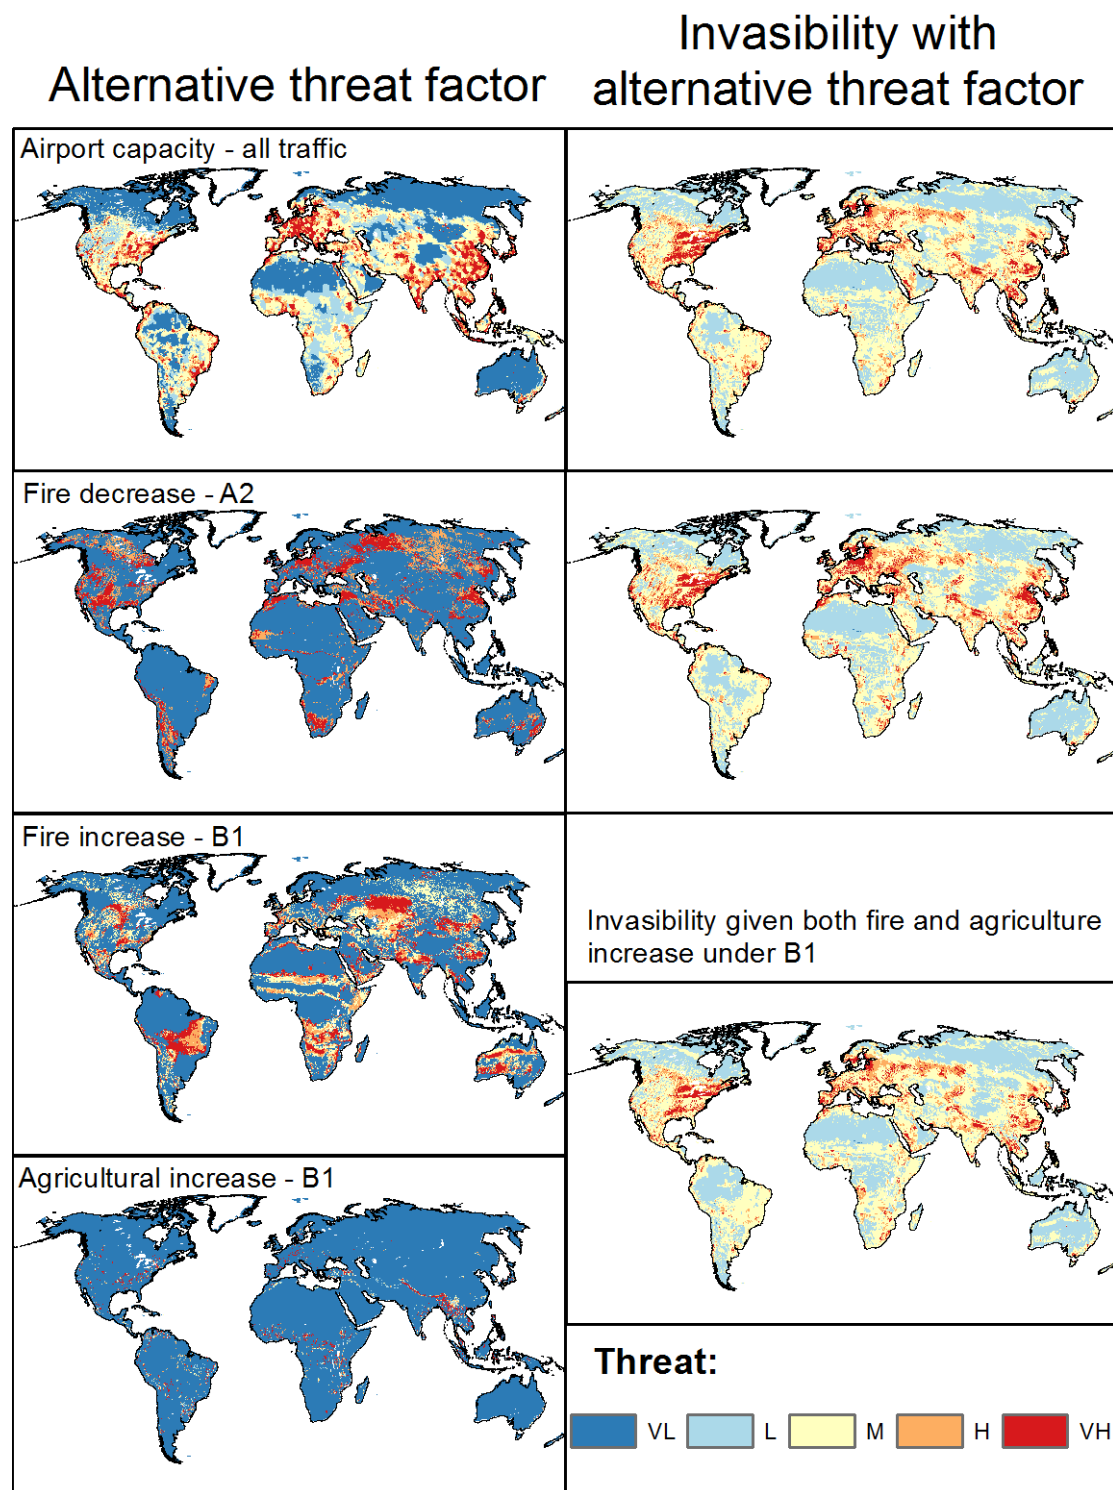 Alternative threat factor
Invasibility with
alternative threat factor
Airport capacity - all traffic
Fire decrease - A2
Fire increase - B1
Invasibility given both fire and agriculture
increase under B1
Agricultural increase - B1
Threat:
VL L M H VH